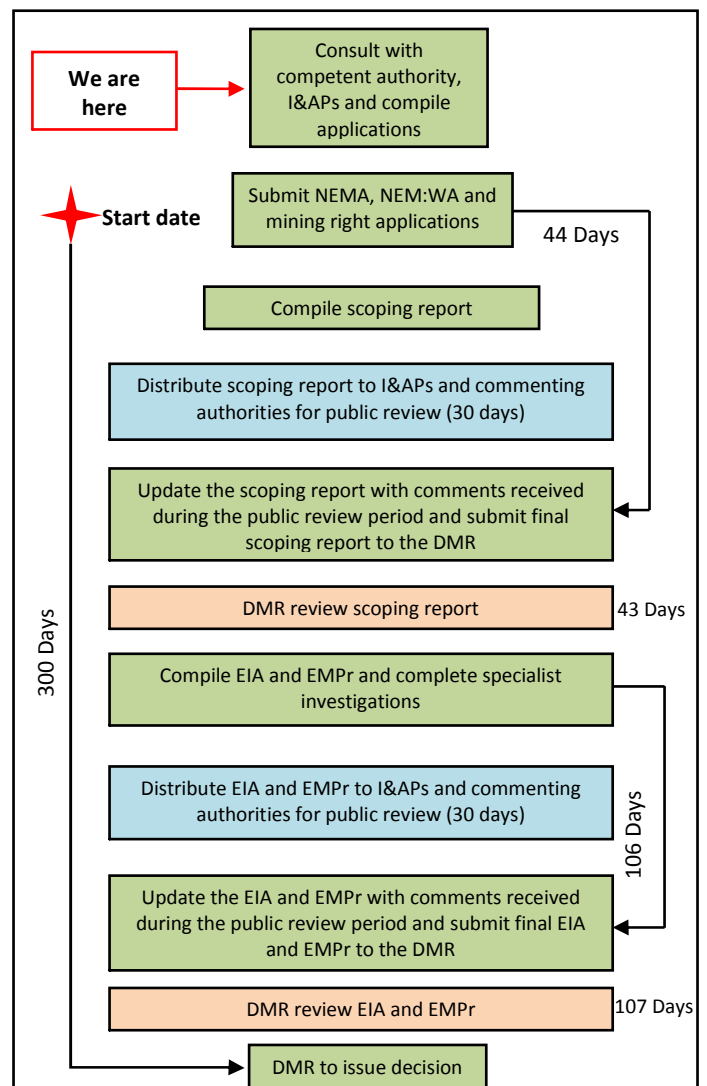 We are
here
Consult with
competent authority,
I&APs and compile
applications
Start date
Submit NEMA, NEM:WA and
mining right applications
44 Days
Compile scoping report
Distribute scoping report to I&APs and commenting
authorities for public review (30 days)
Update the scoping report with comments received
during the public review period and submit final
scoping report to the DMR
DMR review scoping report
43 Days
300 Days
Compile EIA and EMPr and complete specialist
investigations
Distribute EIA and EMPr to I&APs and commenting
authorities for public review (30 days)
106 Days
Update the EIA and EMPr with comments received
during the public review period and submit final EIA
and EMPr to the DMR
DMR review EIA and EMPr
107 Days
DMR to issue decision